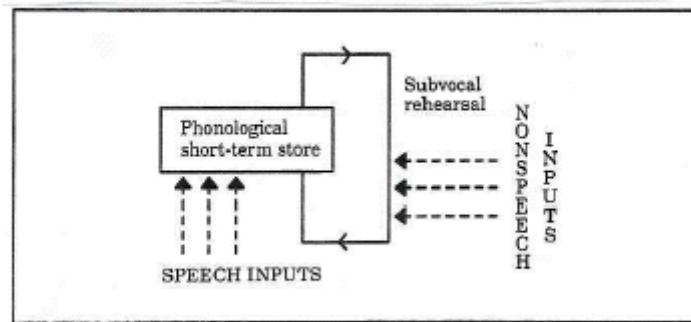 Subvocal
rehearsal
Phonological
short-term store
NONSPEECH
INPUTS
SPEECH INPUTS